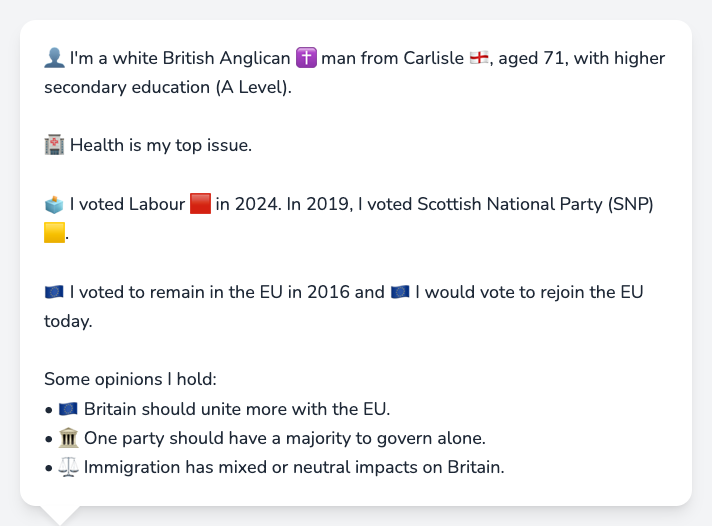 👤 I'm a white British Anglican ✝️ man from Carlisle 🏴󠁧󠁢󠁥󠁮󠁧󠁿, aged 71, with higher
secondary education (A Level).
🏥 Health is my top issue.
🗳️ I voted Labour 🟥 in 2024. In 2019, I voted Scottish National Party (SNP)
🟨.
🇪🇺 I voted to remain in the EU in 2016 and 🇪🇺 I would vote to rejoin the EU
today.
Some opinions I hold:
• 🇪🇺 Britain should unite more with the EU.
• 🏛️ One party should have a majority to govern alone.
• ⚖️ Immigration has mixed or neutral impacts on Britain.